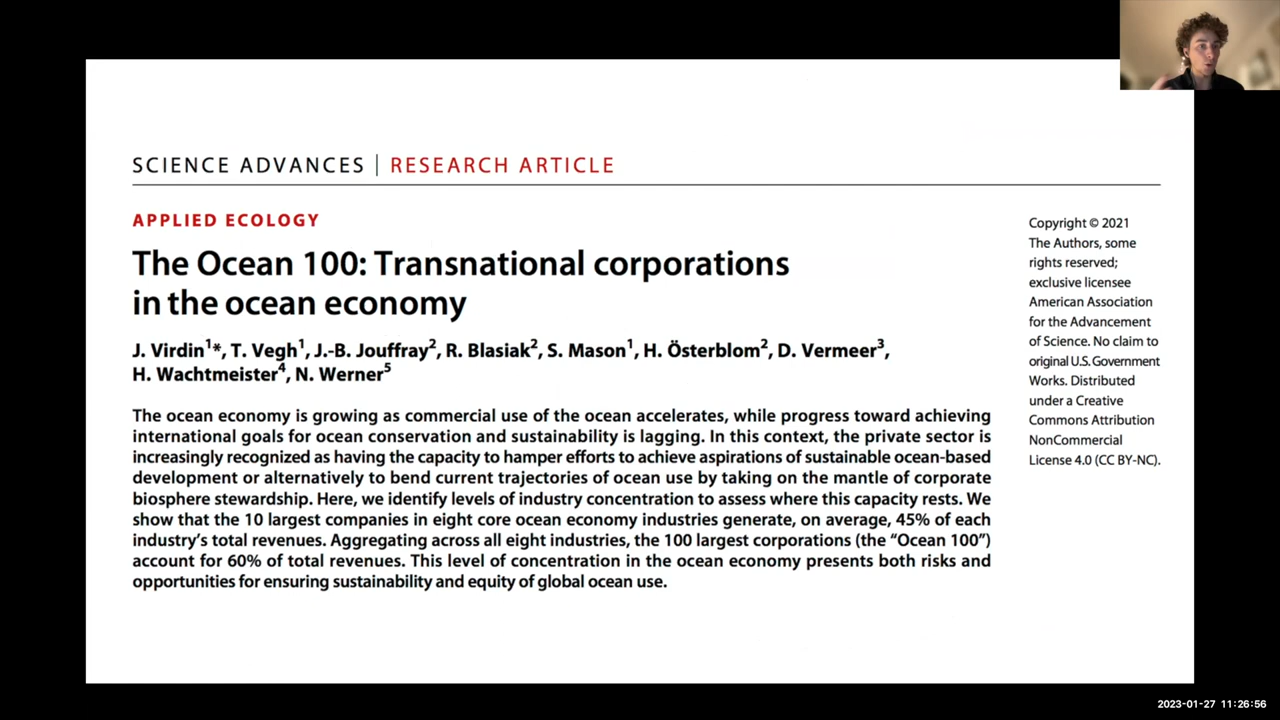 SCIENCE ADVANCES | RESEARCH ARTICLE
APPLIED ECOLOGY
The Ocean 100: Transnational corporations
in the ocean economy
J. Virdin1*, T. Vegh1, J.-B. Jouffray2, R. Blasiak2, S. Mason1, H. Österblom2, D. Vermeer3,
H. Wachtmeister4, N. Werner5
The ocean economy is growing as commercial use of the ocean accelerates, while progress toward achieving
international goals for ocean conservation and sustainability is lagging. In this context, the private sector is
increasingly recognized as having the capacity to hamper efforts to achieve aspirations of sustainable ocean-based
development or alternatively to bend current trajectories of ocean use by taking on the mantle of corporate
biosphere stewardship. Here, we identify levels of industry concentration to assess where this capacity rests. We
show that the 10 largest companies in eight core ocean economy industries generate, on average, 45% of each
industry's total revenues. Aggregating across all eight industries, the 100 largest corporations (the “Ocean 100”)
account for 60% of total revenues. This level of concentration in the ocean economy presents both risks and
opportunities for ensuring sustainability and equity of global ocean use.
Copyright © 2021
The Authors, some
rights reserved;
exclusive licensee
American Association
for the Advancement
of Science. No claim to
original U.S. Government
Works. Distributed
under a Creative
Commons Attribution
NonCommercial
License 4.0 (CC BY-NC).
2023-01-27 11:26:56